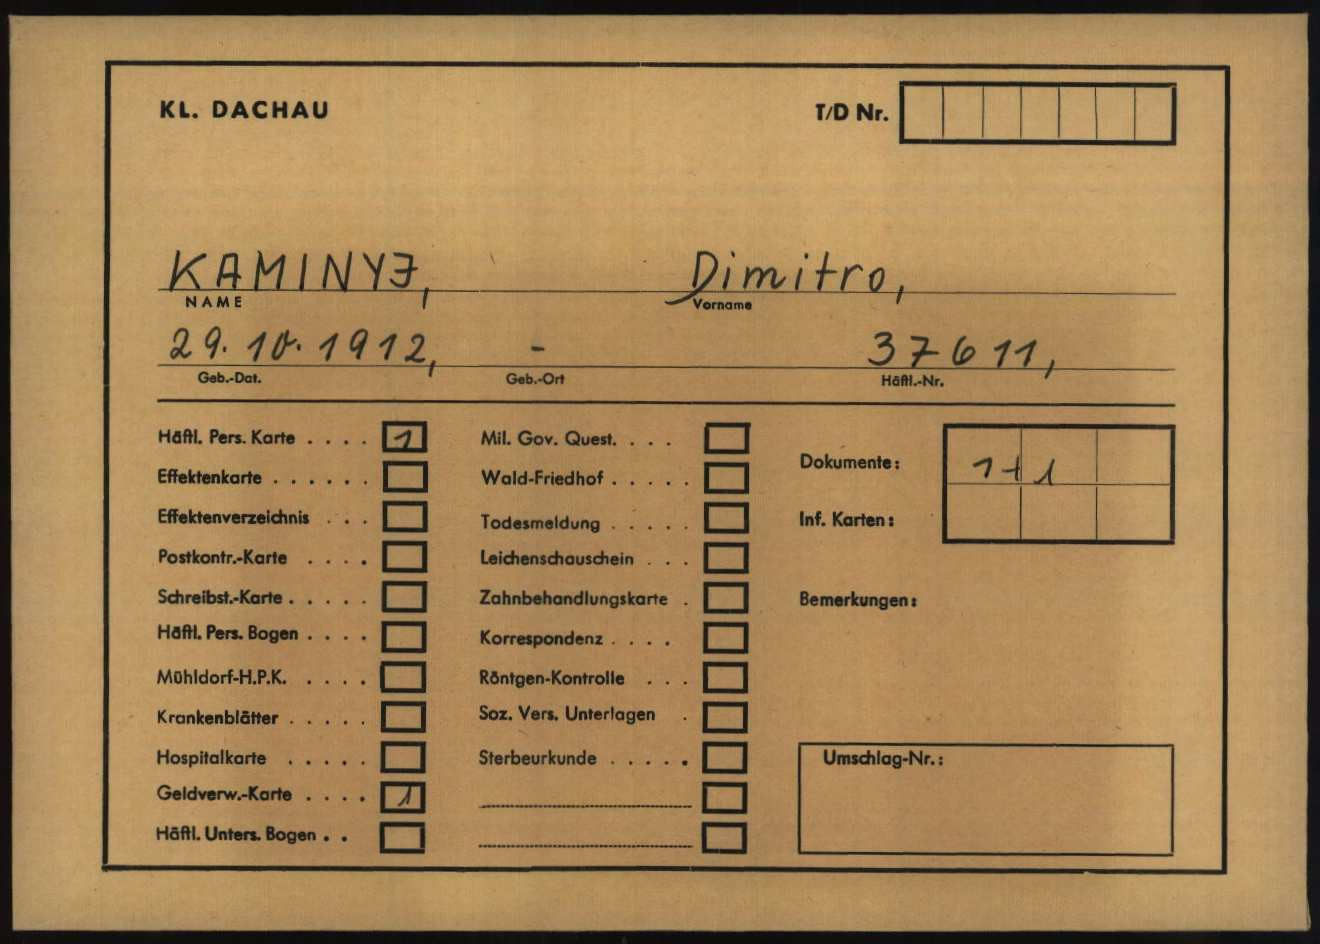 KL. DACHAU
T/D Nr.
KAMINYJ, Dimitro,
NAME Vorname
29.10.1912, - 37611,
Geb.-Dat. Geb.-Ort Häftl.-Nr.
Häftl. Pers. Karte . . . . 1
Effektenkarte . . . . . .
Effektenverzeichnis . . .
Postkontr.-Karte . . . .
Schreibst.-Karte . . . . .
Häftl. Pers. Bogen . . . .
Mühldorf-H.P.K. . . . .
Krankenblätter . . . . .
Hospitalkarte . . . . .
Geldverw.-Karte . . . . 1
Häftl. Unters. Bogen . .
Mil. Gov. Quest. . . .
Wald-Friedhof . . . . .
Todesmeldung . . . . .
Leichenschauschein . . .
Zahnbehandlungskarte .
Korrespondenz . . . .
Röntgen-Kontrolle . . .
Soz. Vers. Unterlagen .
Sterbeurkunde . . . . .
Dokumente: 1+1
Inf. Karten:
Bemerkungen:
Umschlag-Nr.: